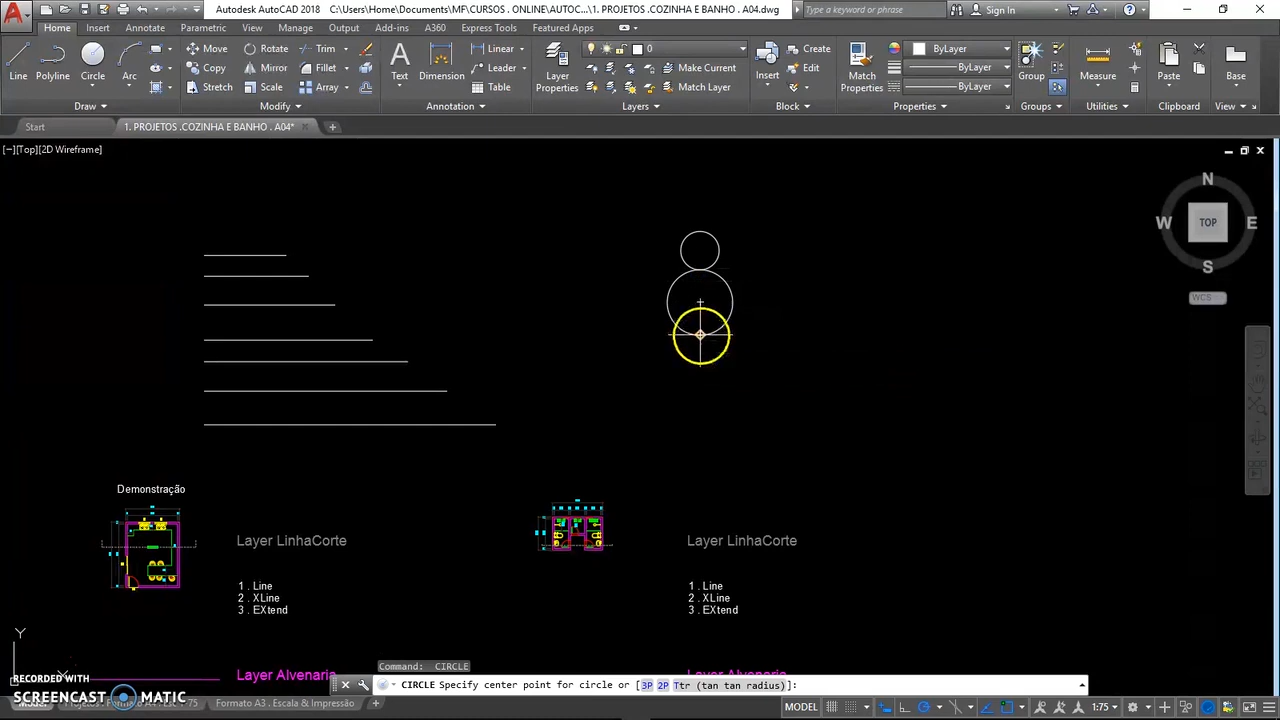 Autodesk AutoCAD 2018 C:\Users\Home\Documents\MF\CURSOS . ONLINE\AUTOC...\1. PROJETOS .COZINHA E BANHO . A04.dwg
Type a keyword or phrase
Sign In
Home Insert Annotate Parametric View Manage Output Add-ins A360 Express Tools Featured Apps
Line Polyline Circle Arc
Move Rotate Trim
Copy Mirror Fillet
Stretch Scale Array
Text Dimension
Linear
Leader
Table
Layer Properties
0
Make Current
Match Layer
Insert
Create
Edit
Match Properties
ByLayer
ByLayer
ByLayer
Group
Measure
Paste
Base
Draw Modify Annotation Layers Block Properties Groups Utilities Clipboard View
Start
1. PROJETOS .COZINHA E BANHO . A04*
[−][Top][2D Wireframe]
N
W TOP E
S
WCS
Demonstração
Layer LinhaCorte
1 . Line
2 . XLine
3 . EXtend
Layer LinhaCorte
1 . Line
2 . XLine
3 . EXtend
Y
X
Layer Alvenaria
Layer Alvenaria
Command: CIRCLE
CIRCLE Specify center point for circle or [3P 2P Ttr (tan tan radius)]:
RECORDED WITH
SCREENCAST MATIC
Model
Formato A3 . Escala & Impressão
MODEL
1:75